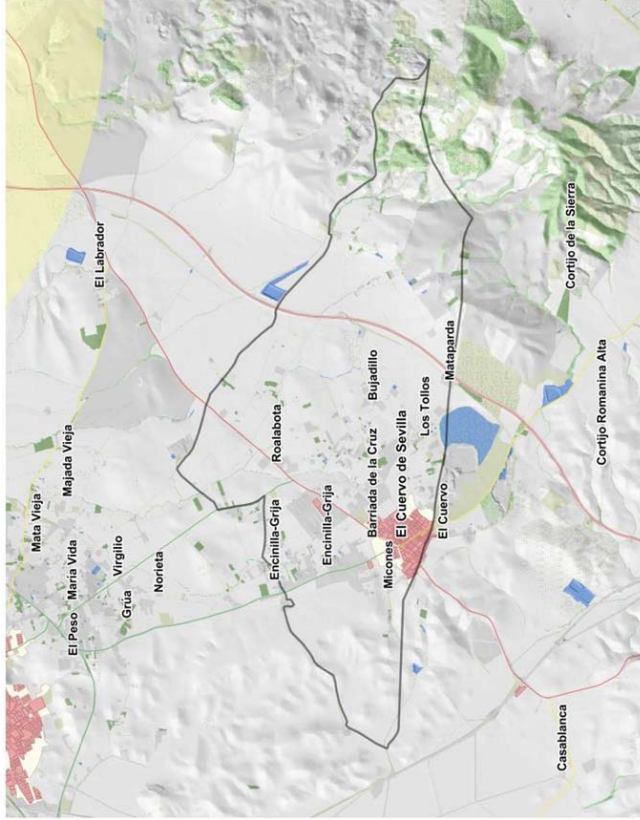 El Labrador
Mata Vieja
Majada Vieja
María Vida
El Peso
Virgilio
Grúa
Norieta
Roalabota
Encinilla-Grija
Encinilla-Grija
Bujadillo
Barriada de la Cruz
Micones
El Cuervo de Sevilla
Los Tollos
El Cuervo
Mataparda
Cortijo de la Sierra
Cortijo Romanina Alta
Casablanca